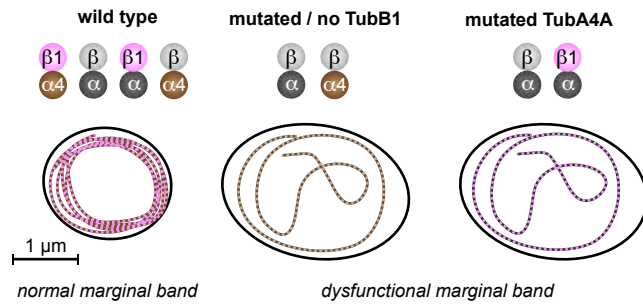 wild type
mutated / no TubB1
mutated TubA4A
β1 β β1 β
α4 α α α4
β β
α α4
β β1
α α
1 µm
normal marginal band
dysfunctional marginal band